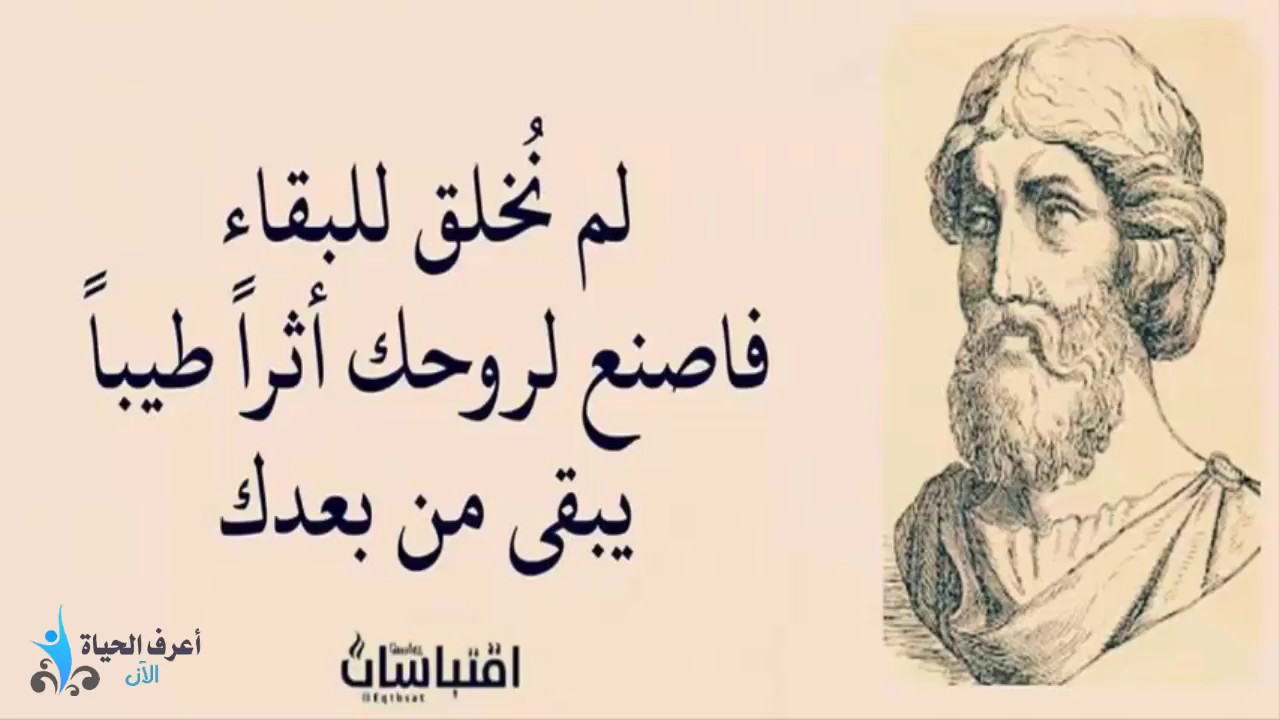 لم نُخلق للبقاء
فاصنع لروحك أثراً طيباً
يبقى من بعدك
أعرف الحياة
الآن
اقتباسات